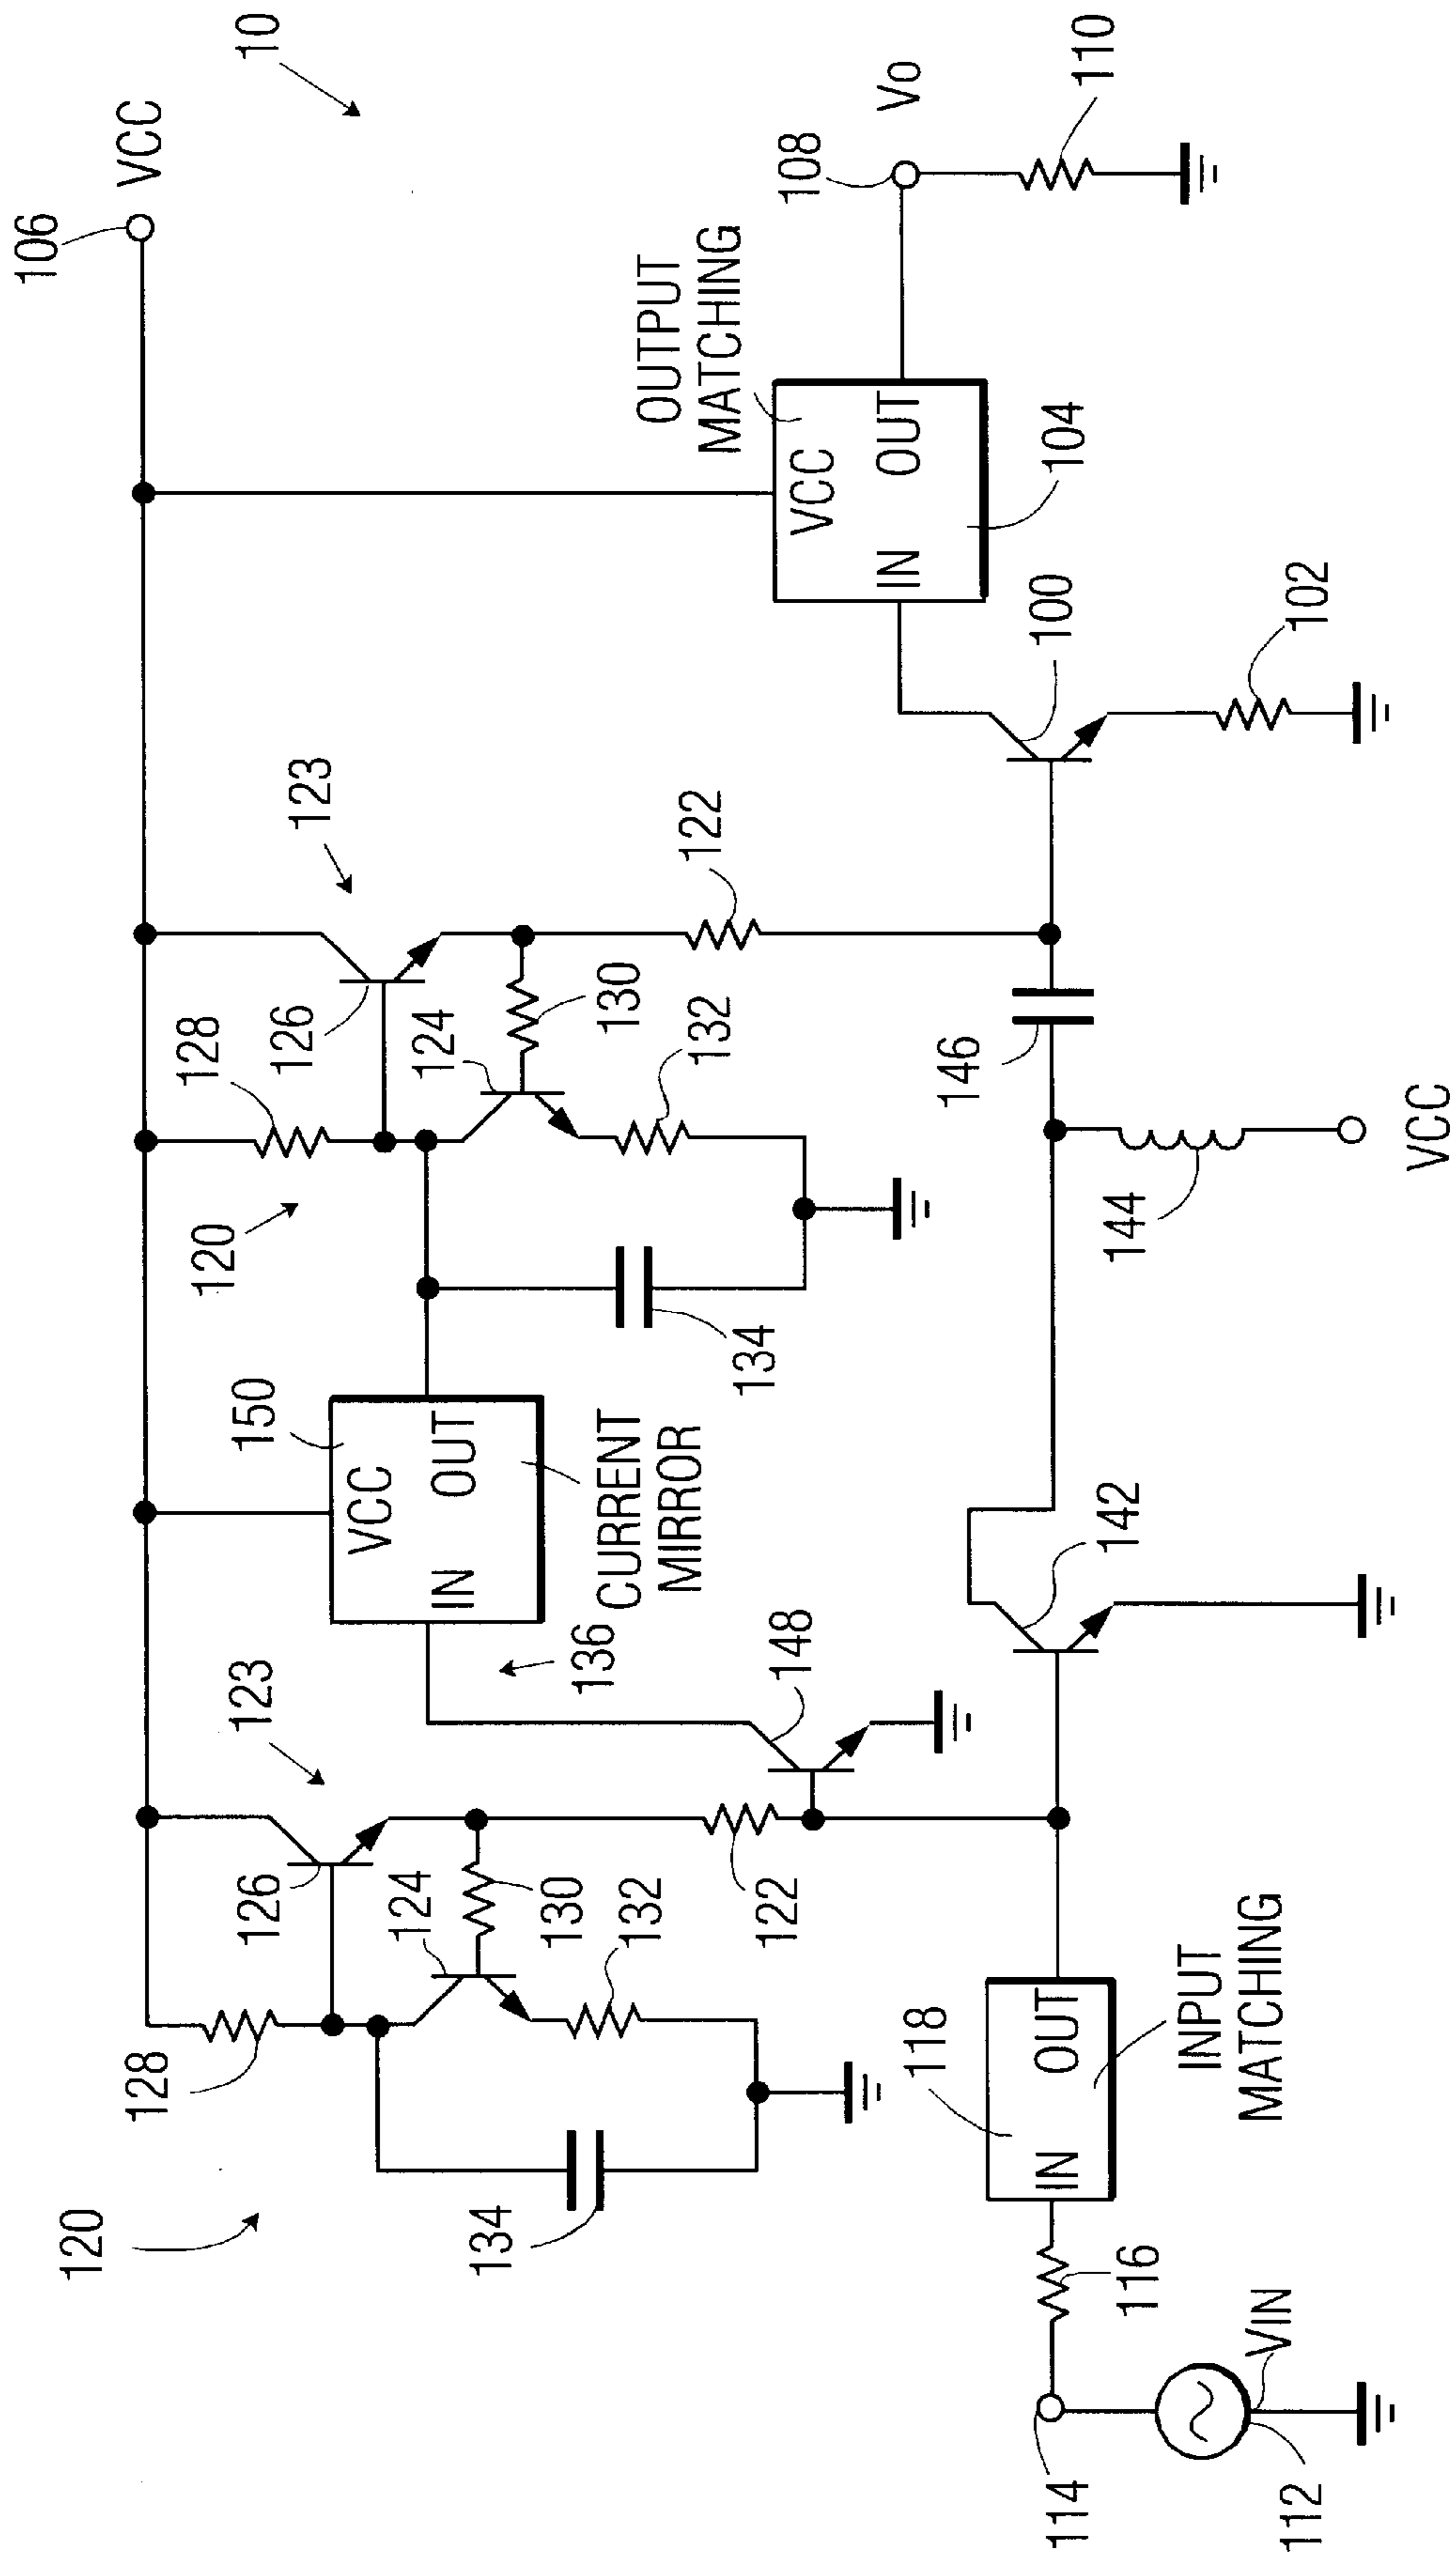 10
106
VCC
123
128
126
120
124
130
132
122
134
OUTPUT
MATCHING
VCC
IN
OUT
104
108
Vo
110
100
102
150
VCC
IN
OUT
CURRENT
MIRROR
136
148
142
144
146
VCC
123
126
128
120
124
130
132
122
134
118
IN
OUT
INPUT
MATCHING
116
114
112
VIN